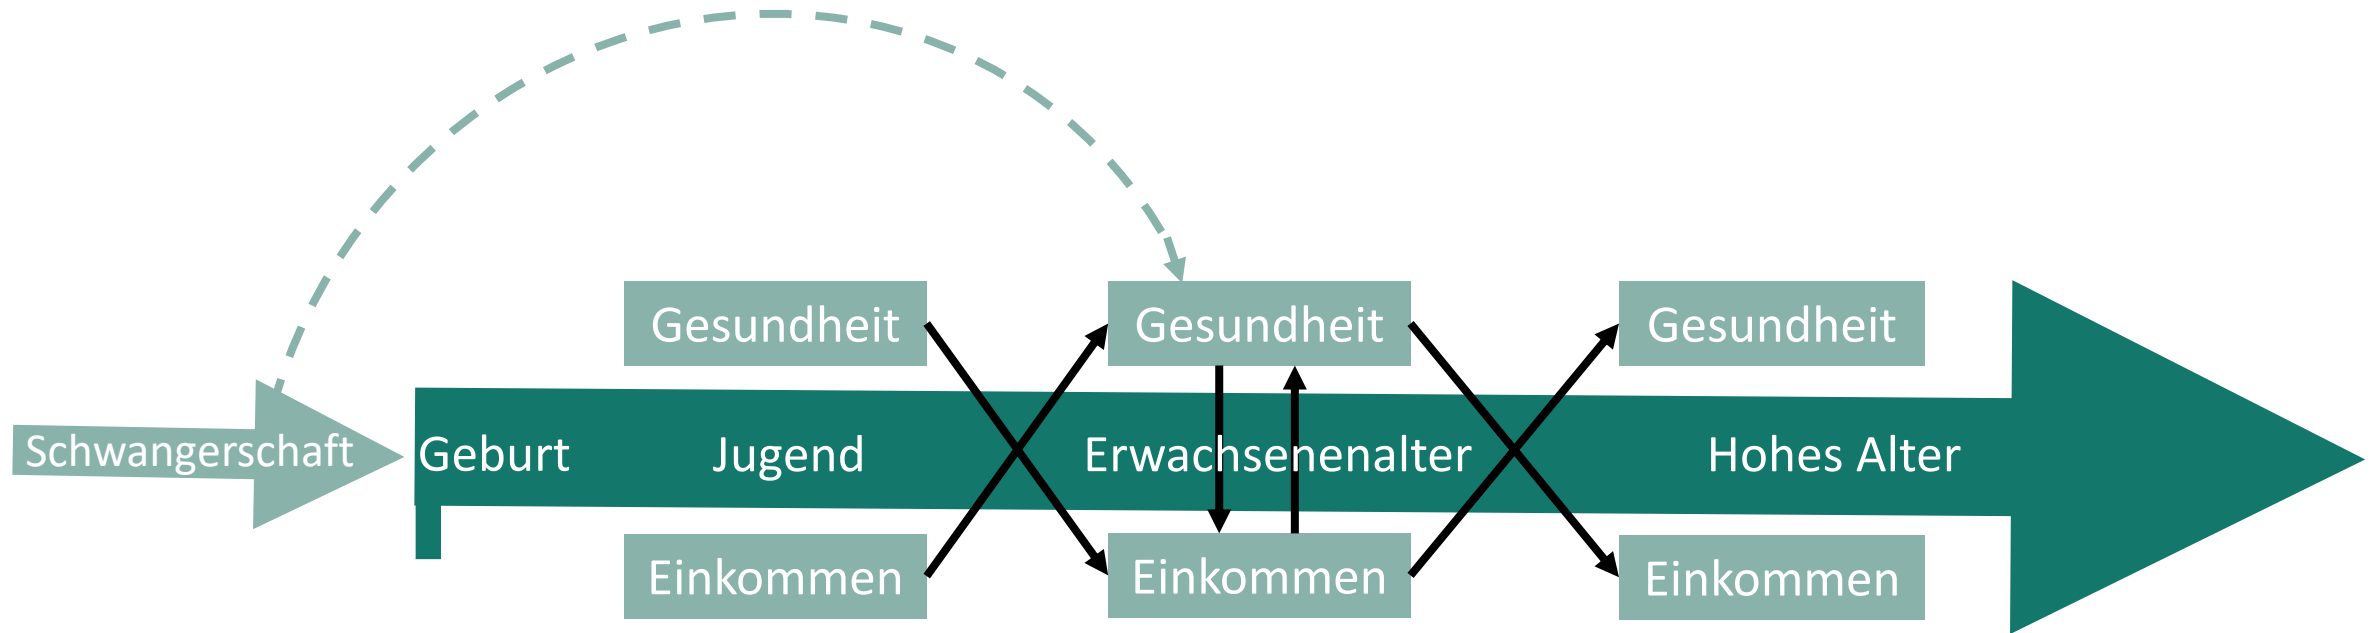 Gesundheit
Gesundheit
Gesundheit
Schwangerschaft
Geburt
Jugend
Erwachsenenalter
Hohes Alter
Einkommen
Einkommen
Einkommen